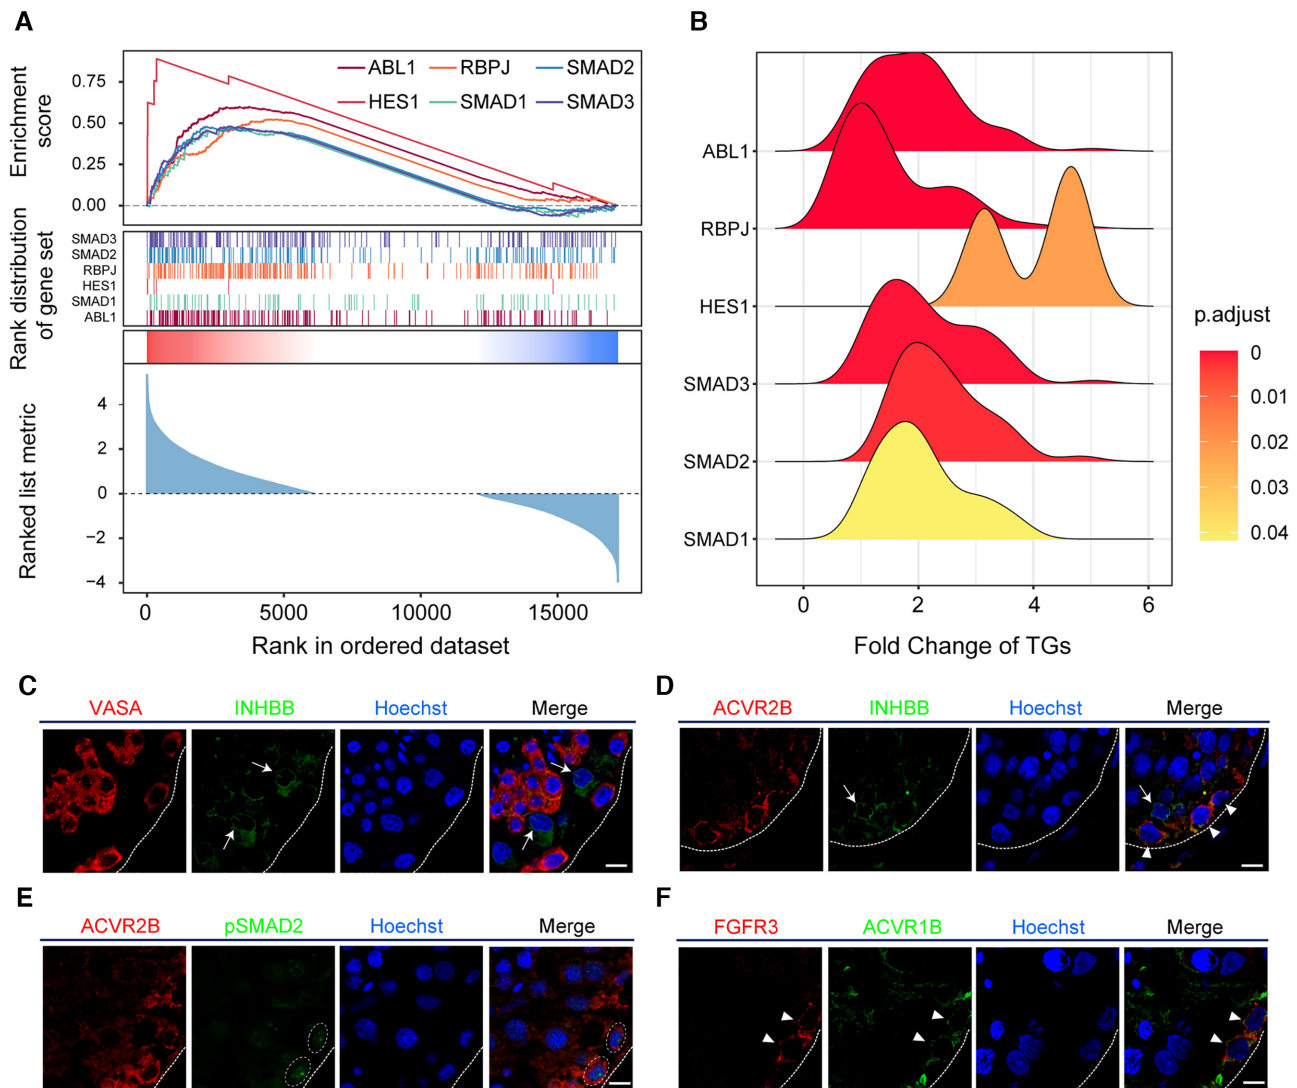 A
Enrichment score
0.75
0.50
0.25
0.00
ABL1 RBPJ SMAD2
HES1 SMAD1 SMAD3
Rank distribution of gene set
SMAD3
SMAD2
RBPJ
HES1
SMAD1
ABL1
Ranked list metric
4
2
0
−2
−4
0 5000 10000 15000
Rank in ordered dataset
B
ABL1
RBPJ
HES1
SMAD3
SMAD2
SMAD1
0 2 4 6
Fold Change of TGs
p.adjust
0
0.01
0.02
0.03
0.04
C
VASA INHBB Hoechst Merge
D
ACVR2B INHBB Hoechst Merge
E
ACVR2B pSMAD2 Hoechst Merge
F
FGFR3 ACVR1B Hoechst Merge